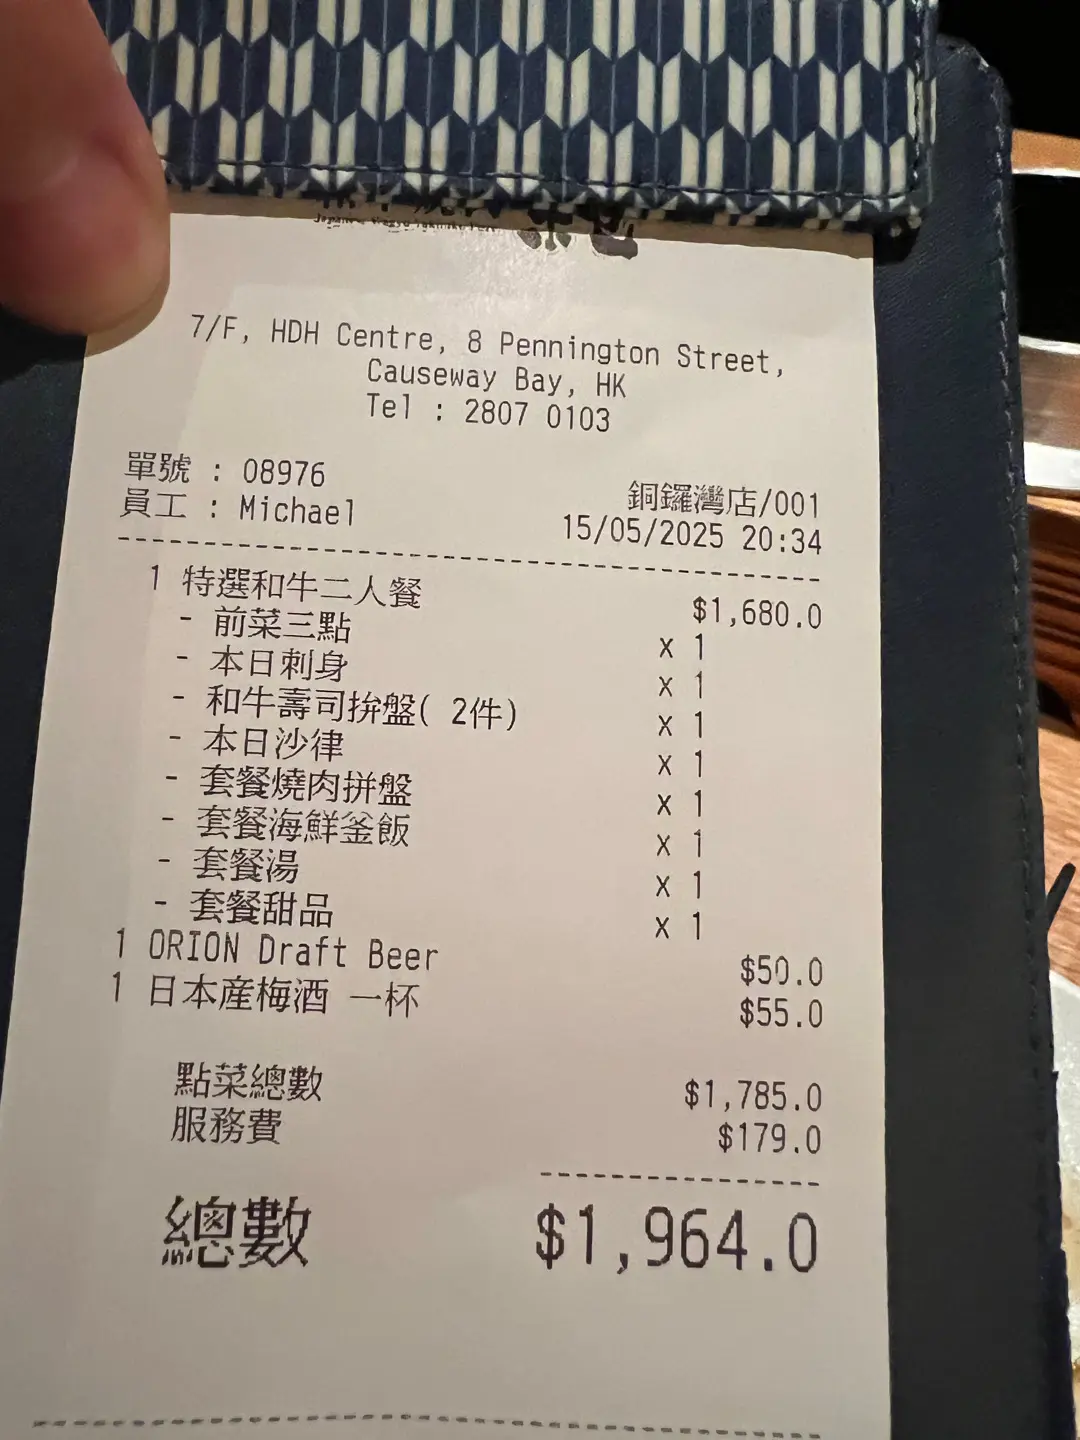 7/F, HDH Centre, 8 Pennington Street,
Causeway Bay, HK
Tel : 2807 0103
單號 : 08976
員工 : Michael
銅鑼灣店/001
15/05/2025 20:34
1 特選和牛二人餐 $1,680.0
- 前菜三點 x 1
- 本日刺身 x 1
- 和牛壽司拚盤( 2件) x 1
- 本日沙律 x 1
- 套餐燒肉拼盤 x 1
- 套餐海鮮釜飯 x 1
- 套餐湯 x 1
- 套餐甜品 x 1
1 ORION Draft Beer $50.0
1 日本産梅酒 一杯 $55.0
點菜總數 $1,785.0
服務費 $179.0
總數 $1,964.0